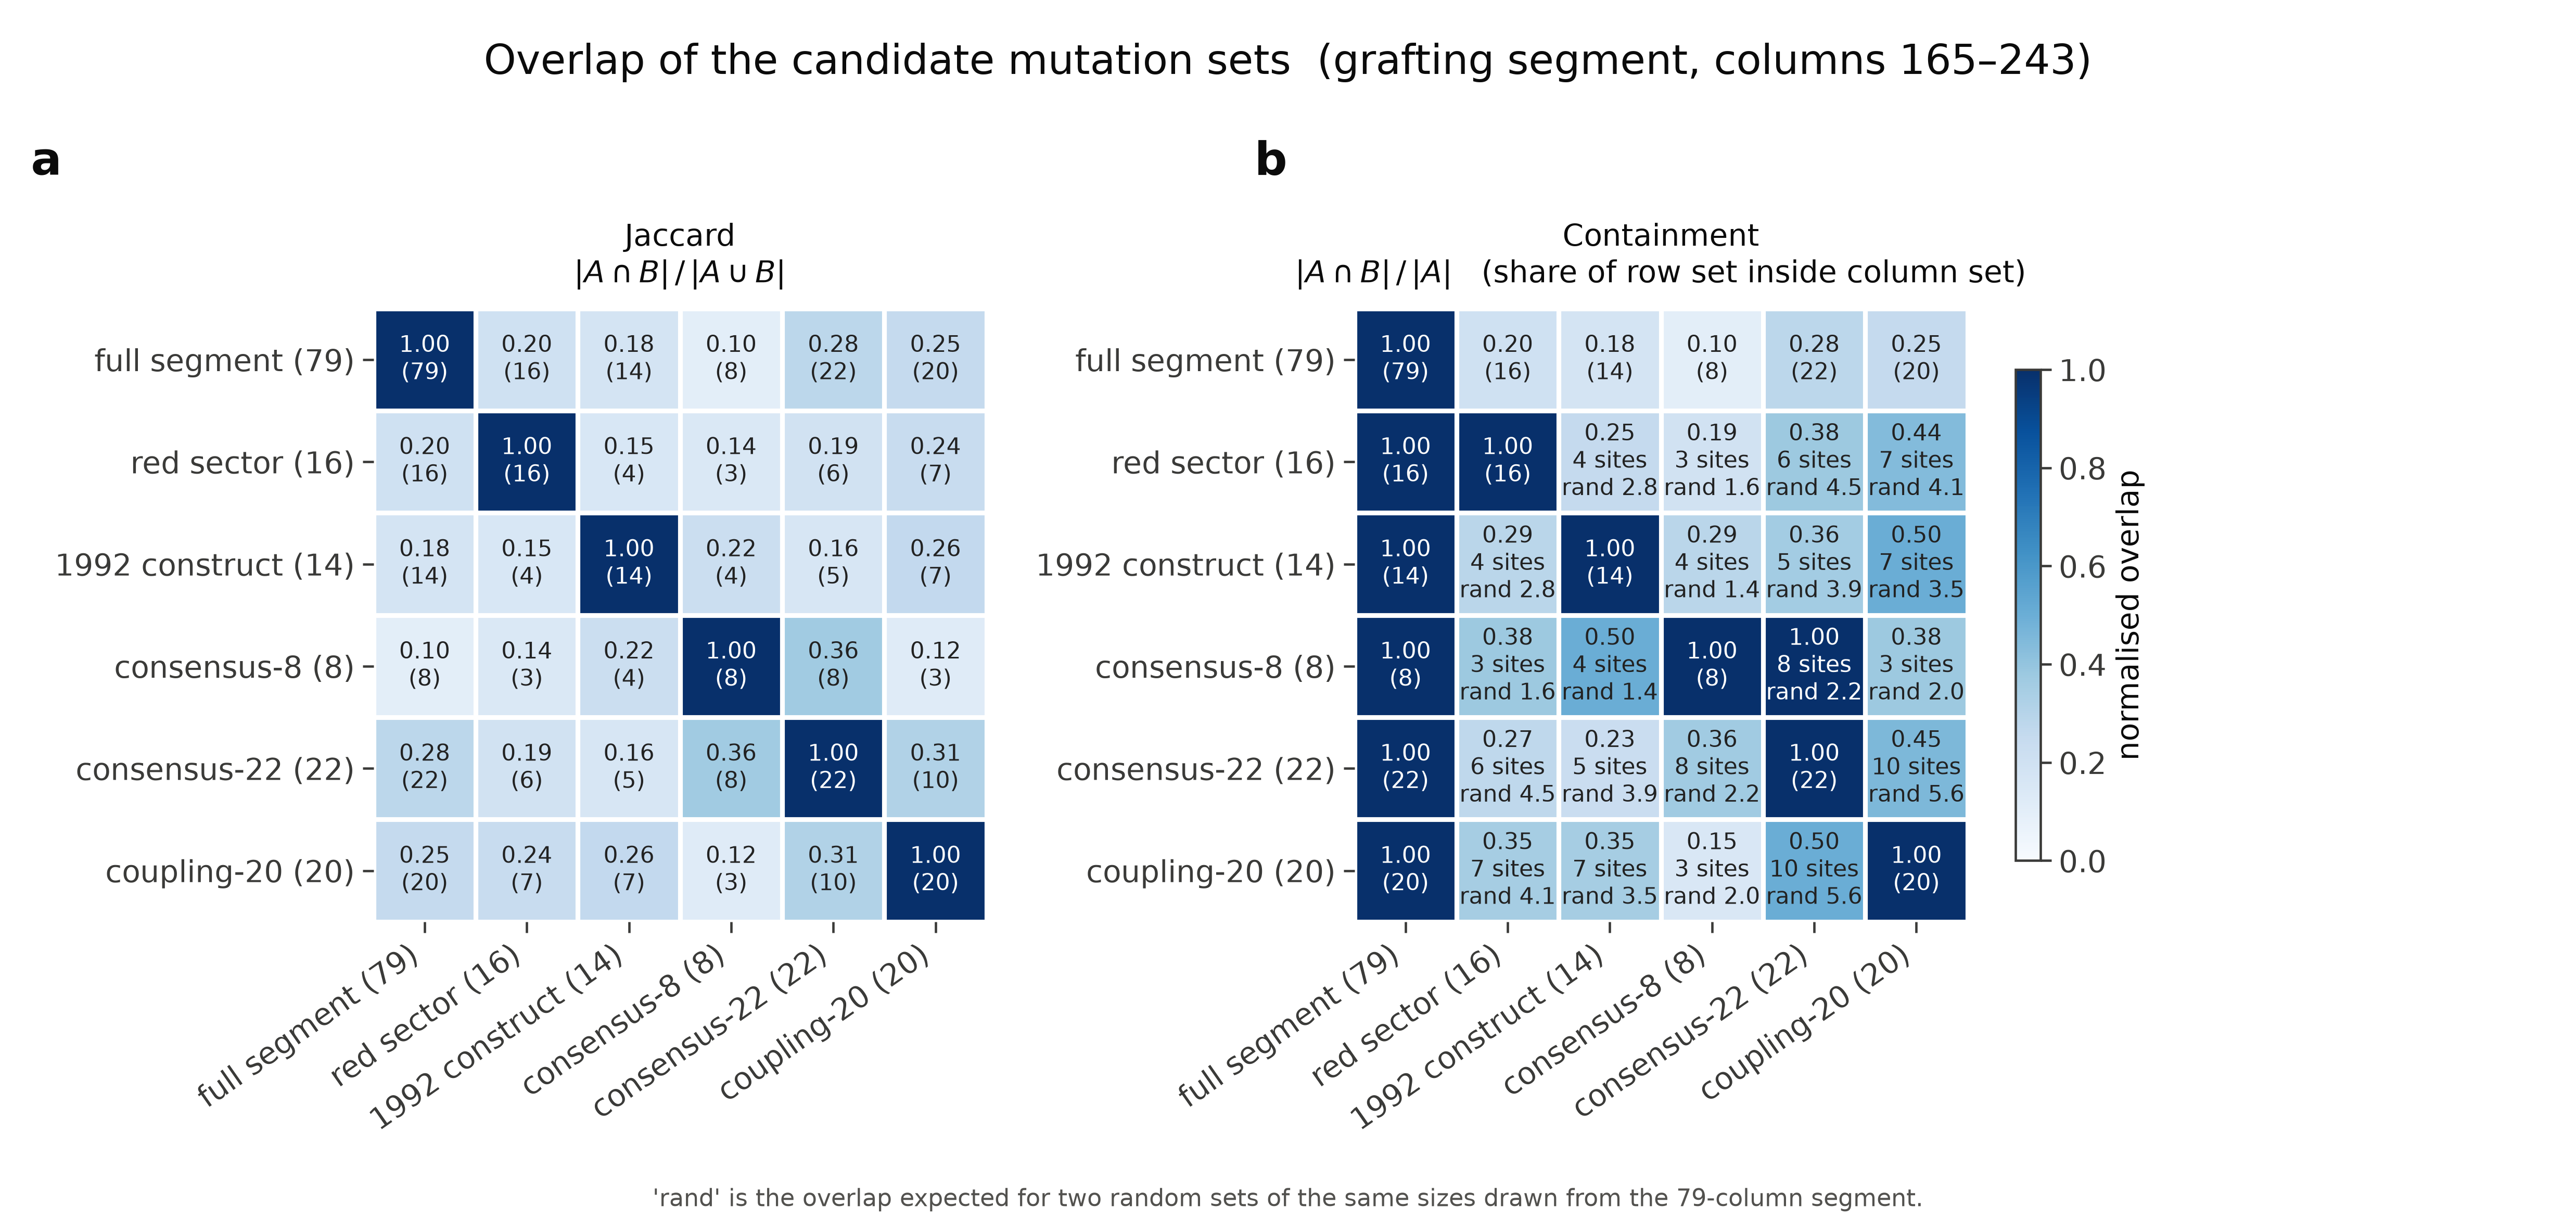 Overlap of the candidate mutation sets (grafting segment, columns 165–243)
a
Jaccard
|A ∩ B| / |A ∪ B|
full segment (79)
1.00 (79) 0.20 (16) 0.18 (14) 0.10 (8) 0.28 (22) 0.25 (20)
red sector (16)
0.20 (16) 1.00 (16) 0.15 (4) 0.14 (3) 0.19 (6) 0.24 (7)
1992 construct (14)
0.18 (14) 0.15 (4) 1.00 (14) 0.22 (4) 0.16 (5) 0.26 (7)
consensus-8 (8)
0.10 (8) 0.14 (3) 0.22 (4) 1.00 (8) 0.36 (8) 0.12 (3)
consensus-22 (22)
0.28 (22) 0.19 (6) 0.16 (5) 0.36 (8) 1.00 (22) 0.31 (10)
coupling-20 (20)
0.25 (20) 0.24 (7) 0.26 (7) 0.12 (3) 0.31 (10) 1.00 (20)
full segment (79)
red sector (16)
1992 construct (14)
consensus-8 (8)
consensus-22 (22)
coupling-20 (20)
b
Containment
|A ∩ B| / |A| (share of row set inside column set)
full segment (79)
1.00 (79) 0.20 (16) 0.18 (14) 0.10 (8) 0.28 (22) 0.25 (20)
red sector (16)
1.00 (16) 1.00 (16) 0.25 4 sites rand 2.8 0.19 3 sites rand 1.6 0.38 6 sites rand 4.5 0.44 7 sites rand 4.1
1992 construct (14)
1.00 (14) 0.29 4 sites rand 2.8 1.00 (14) 0.29 4 sites rand 1.4 0.36 5 sites rand 3.9 0.50 7 sites rand 3.5
consensus-8 (8)
1.00 (8) 0.38 3 sites rand 1.6 0.50 4 sites rand 1.4 1.00 (8) 1.00 8 sites rand 2.2 0.38 3 sites rand 2.0
consensus-22 (22)
1.00 (22) 0.27 6 sites rand 4.5 0.23 5 sites rand 3.9 0.36 8 sites rand 2.2 1.00 (22) 0.45 10 sites rand 5.6
coupling-20 (20)
1.00 (20) 0.35 7 sites rand 4.1 0.35 7 sites rand 3.5 0.15 3 sites rand 2.0 0.50 10 sites rand 5.6 1.00 (20)
full segment (79)
red sector (16)
1992 construct (14)
consensus-8 (8)
consensus-22 (22)
coupling-20 (20)
1.0
0.8
0.6
0.4
0.2
0.0
normalised overlap
'rand' is the overlap expected for two random sets of the same sizes drawn from the 79-column segment.